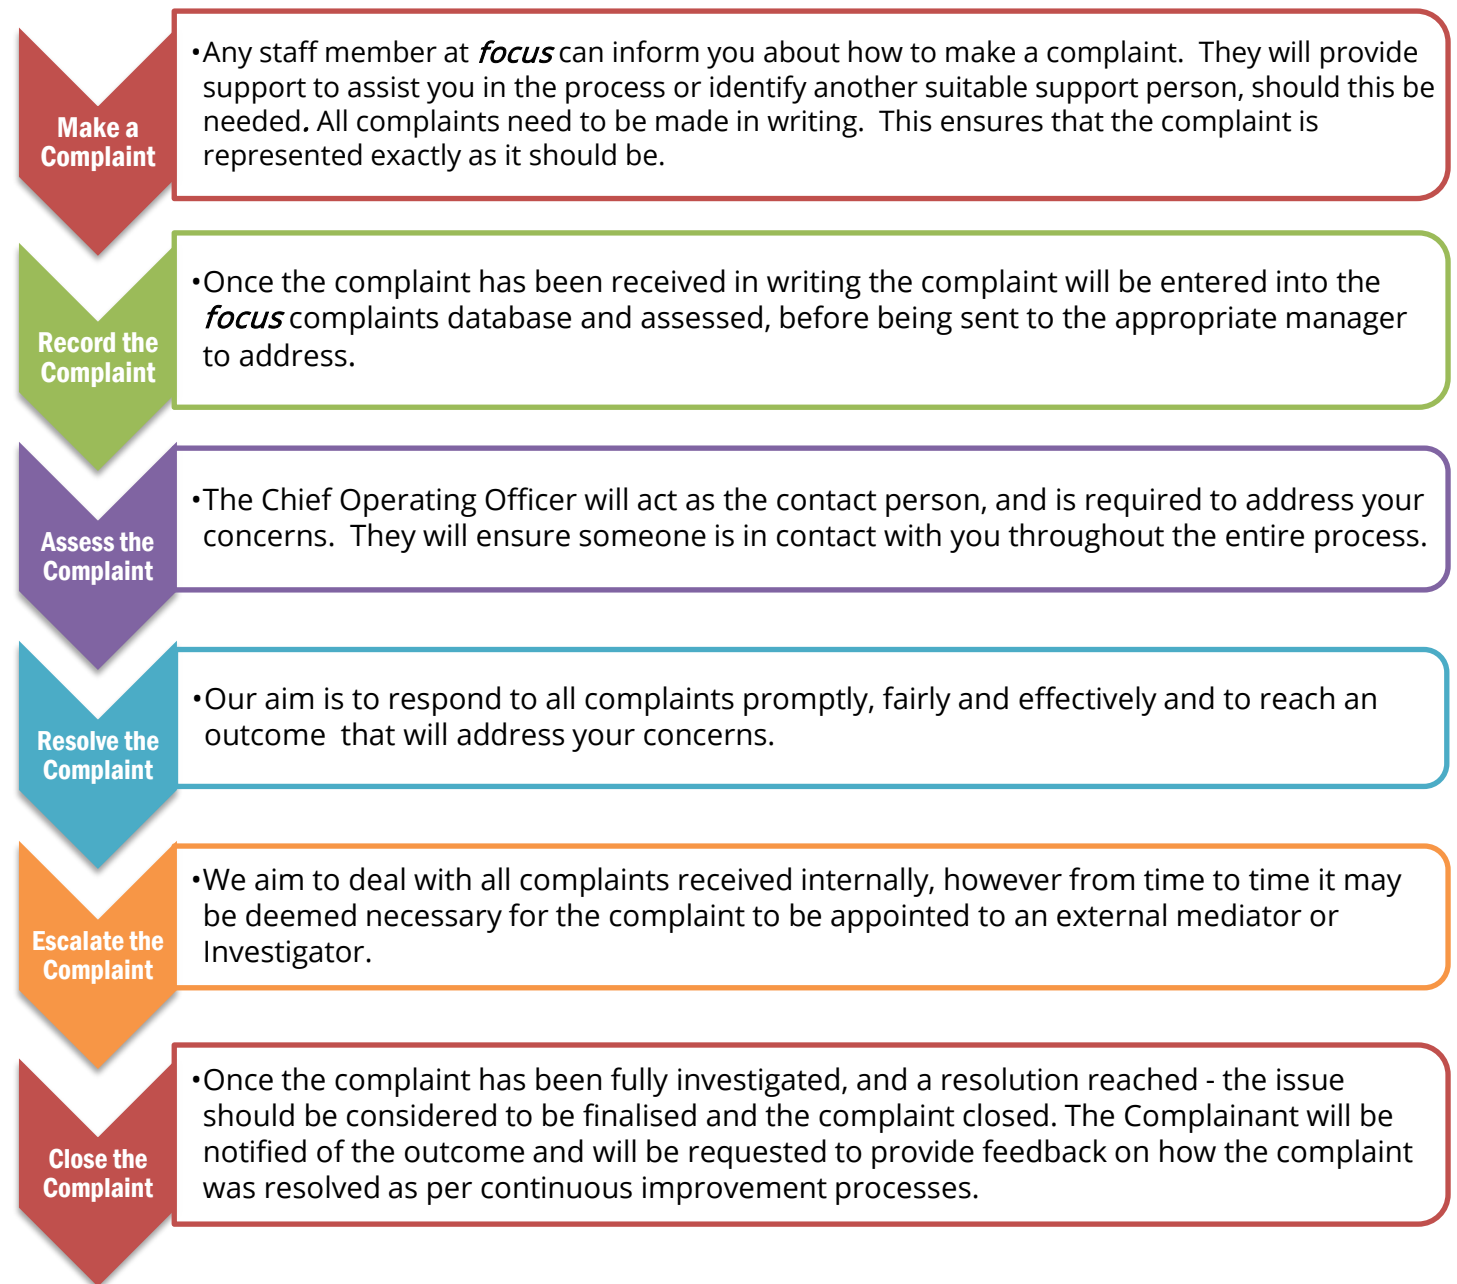 Make a
Complaint
•Any staff member at focus can inform you about how to make a complaint.  They will provide
support to assist you in the process or identify another suitable support person, should this be
needed. All complaints need to be made in writing.  This ensures that the complaint is
represented exactly as it should be.
Record the
Complaint
•Once the complaint has been received in writing the complaint will be entered into the
focus complaints database and assessed, before being sent to the appropriate manager
to address.
Assess the
Complaint
•The Chief Operating Officer will act as the contact person, and is required to address your
concerns.  They will ensure someone is in contact with you throughout the entire process.
Resolve the
Complaint
•Our aim is to respond to all complaints promptly, fairly and effectively and to reach an
outcome  that will address your concerns.
Escalate the
Complaint
•We aim to deal with all complaints received internally, however from time to time it may
be deemed necessary for the complaint to be appointed to an external mediator or
Investigator.
Close the
Complaint
•Once the complaint has been fully investigated, and a resolution reached - the issue
should be considered to be finalised and the complaint closed. The Complainant will be
notified of the outcome and will be requested to provide feedback on how the complaint
was resolved as per continuous improvement processes.